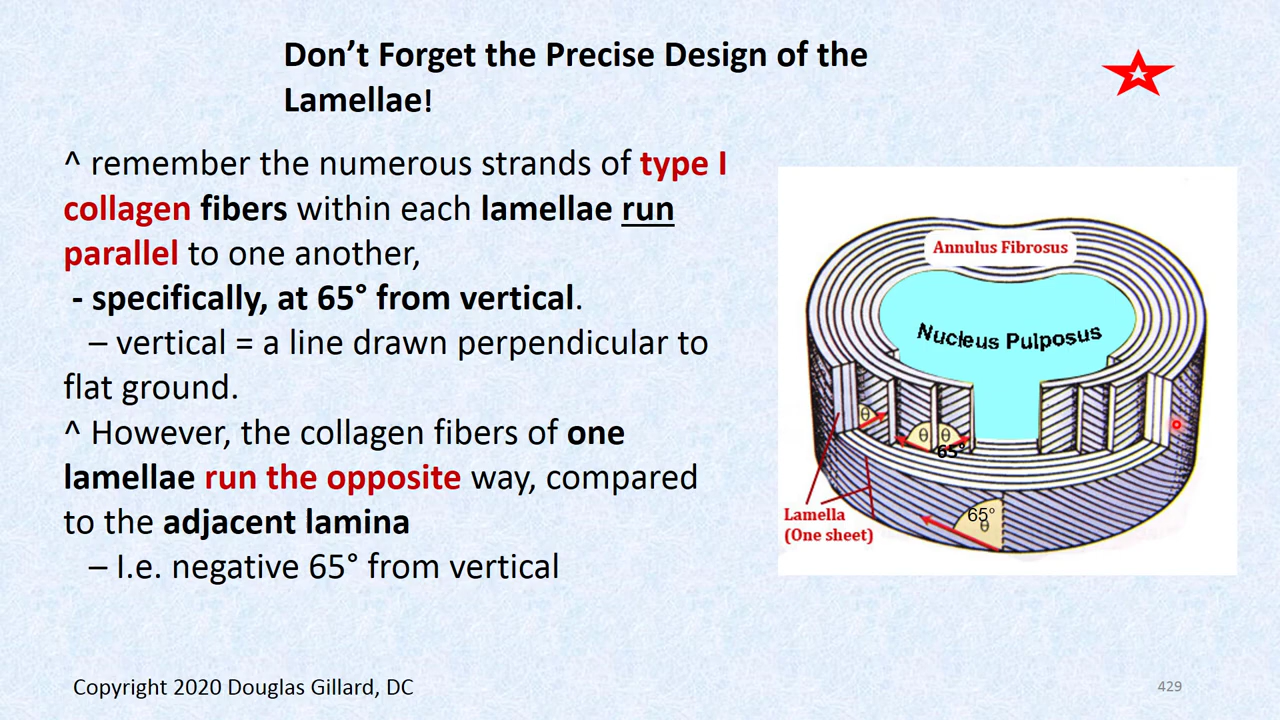 Don’t Forget the Precise Design of the
Lamellae!
^ remember the numerous strands of type I
collagen fibers within each lamellae run
parallel to one another,
- specifically, at 65° from vertical.
– vertical = a line drawn perpendicular to
flat ground.
^ However, the collagen fibers of one
lamellae run the opposite way, compared
to the adjacent lamina
– I.e. negative 65° from vertical
Annulus Fibrosus
Nucleus Pulposus
θ
θ θ
65°
Lamella
(One sheet)
65°
θ
Copyright 2020 Douglas Gillard, DC
429